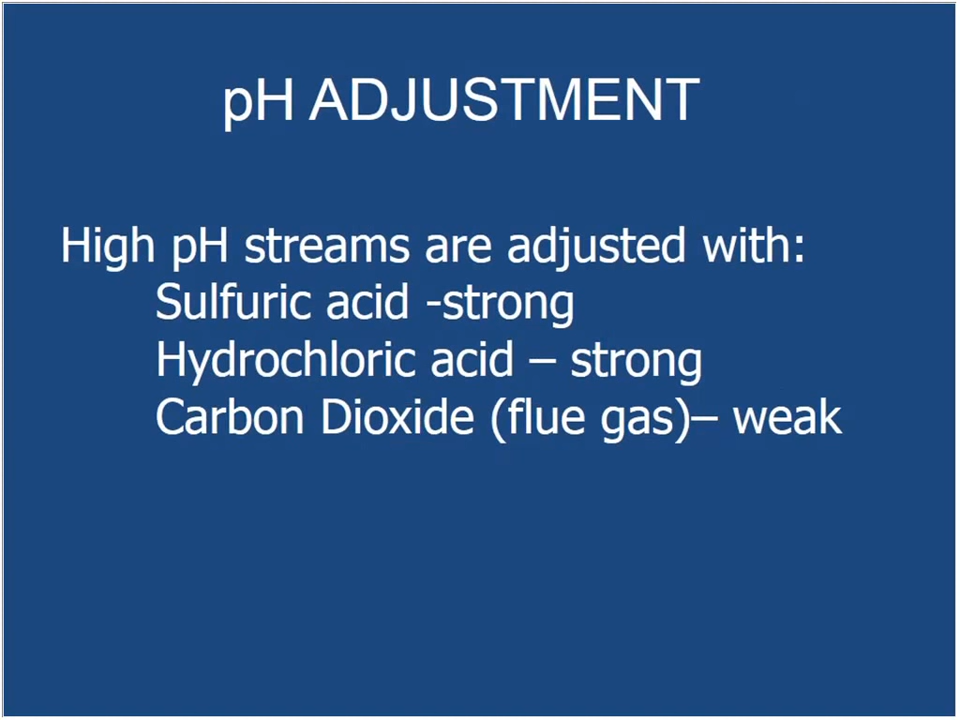 pH ADJUSTMENT
High pH streams are adjusted with:
Sulfuric acid -strong
Hydrochloric acid – strong
Carbon Dioxide (flue gas)– weak